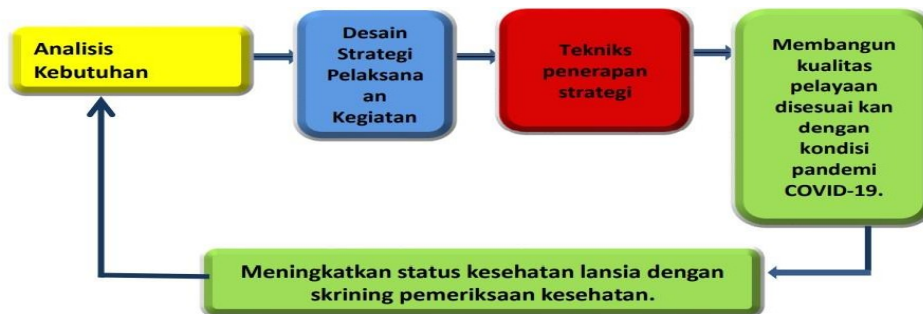 Analisis
Kebutuhan
Desain
Strategi
Pelaksana
an
Kegiatan
Tekniks
penerapan
strategi
Membangun
kualitas
pelayaan
disesuai kan
dengan
kondisi
pandemi
COVID-19.
Meningkatkan status kesehatan lansia dengan
skrining pemeriksaan kesehatan.